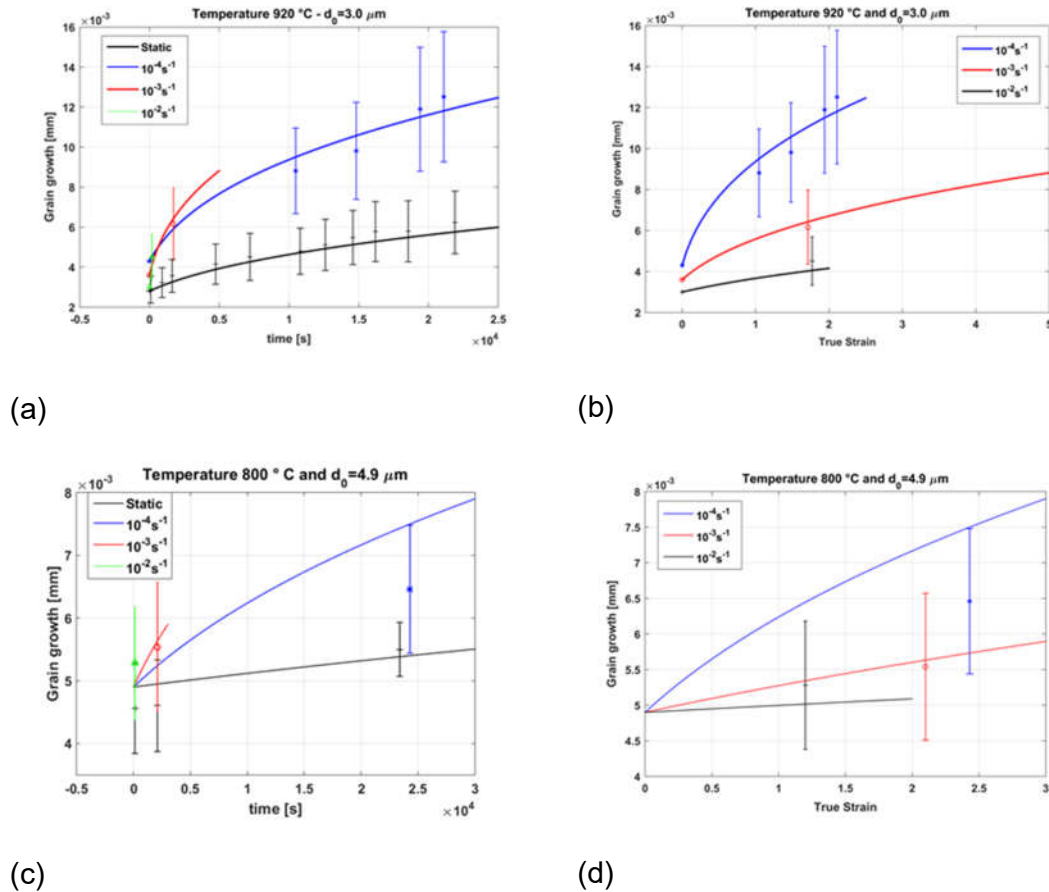 Temperature 920 °C - d0=3.0 μm
×10-3
16
14
12
10
8
6
4
2
Grain growth [mm]
Static
10-4s-1
10-3s-1
10-2s-1
-0.5 0 0.5 1 1.5 2 2.5
time [s]
×104
(a)
Temperature 920 °C and d0=3.0 μm
×10-3
16
14
12
10
8
6
4
2
Grain growth [mm]
10-4s-1
10-3s-1
10-2s-1
0 1 2 3 4 5
True Strain
(b)
Temperature 800 ° C and d0=4.9 μm
×10-3
8
7
6
5
4
Grain growth [mm]
Static
10-4s-1
10-3s-1
10-2s-1
-0.5 0 0.5 1 1.5 2 2.5 3
time [s]
×104
(c)
Temperature 800 °C and d0=4.9 μm
×10-3
8
7.5
7
6.5
6
5.5
5
4.5
4
Grain growth [mm]
10-4s-1
10-3s-1
10-2s-1
0 0.5 1 1.5 2 2.5 3
True Strain
(d)